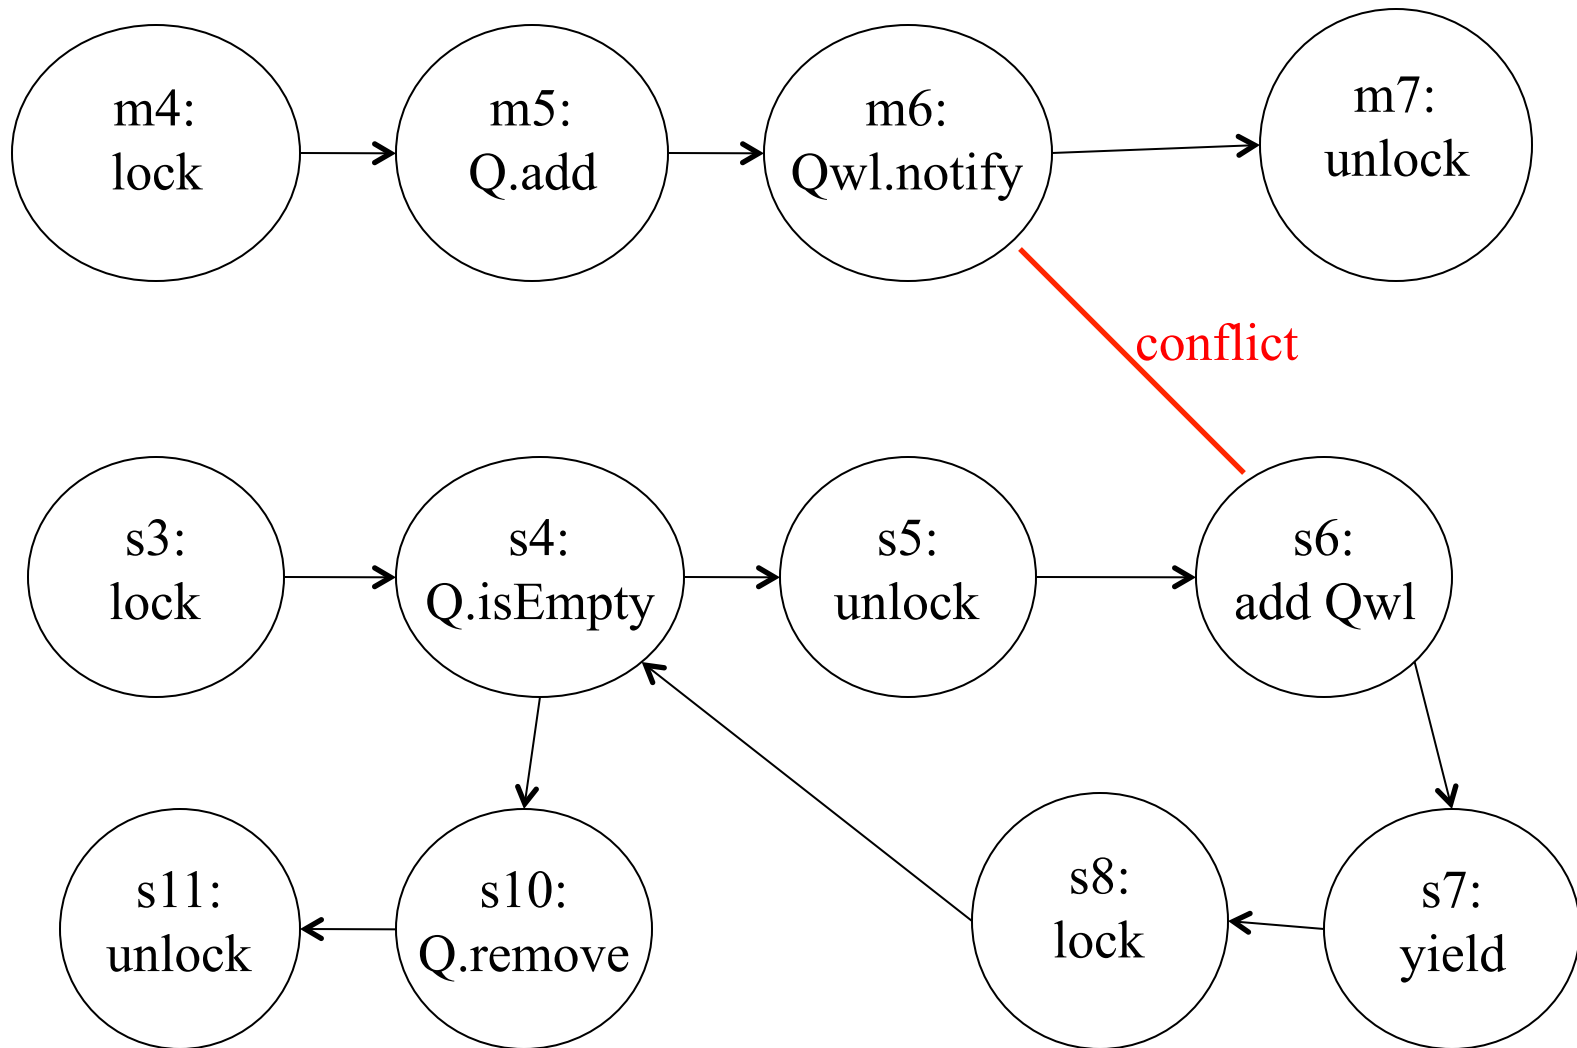 m4:
lock
m5:
Q.add
m6:
Qwl.notify
m7:
unlock
conflict
s3:
lock
s4:
Q.isEmpty
s5:
unlock
s6:
add Qwl
s11:
unlock
s10:
Q.remove
s8:
lock
s7:
yield